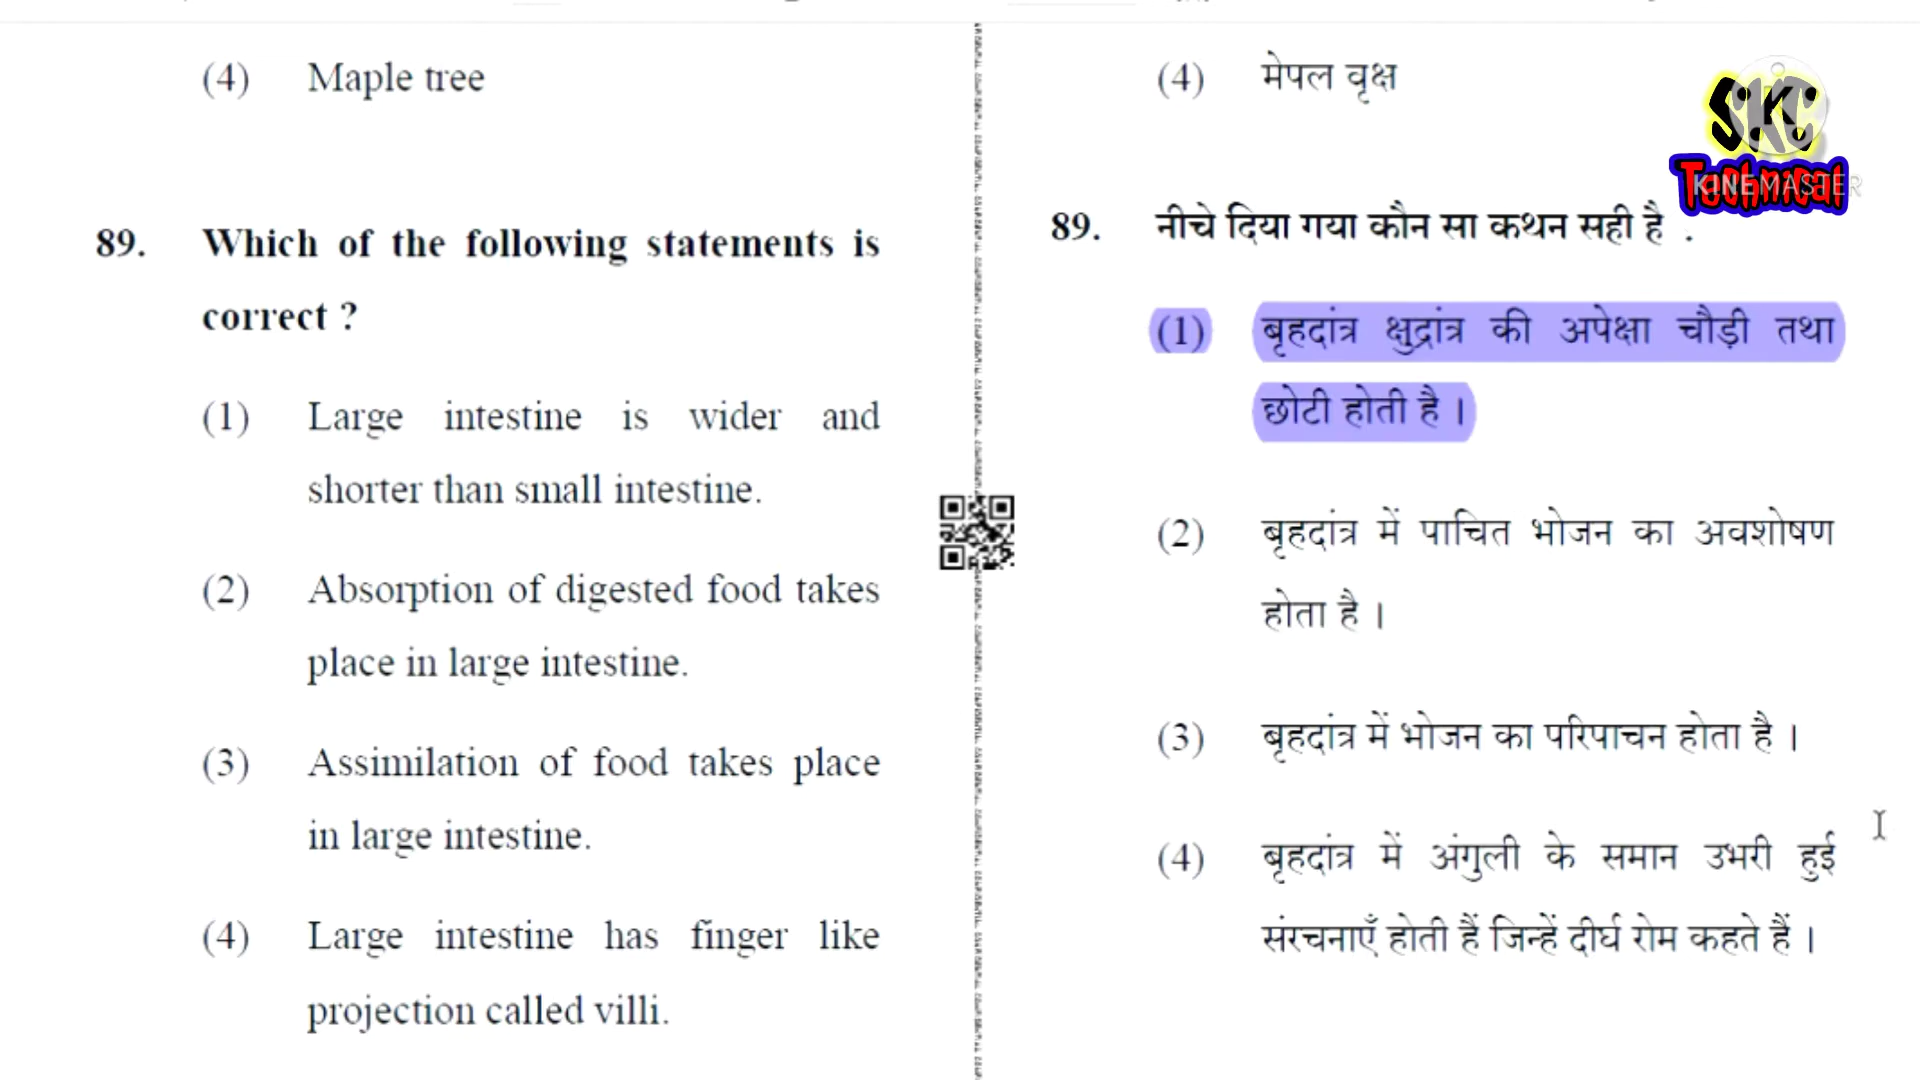 (4) Maple tree
89. Which of the following statements is
correct ?
(1) Large intestine is wider and
shorter than small intestine.
(2) Absorption of digested food takes
place in large intestine.
(3) Assimilation of food takes place
in large intestine.
(4) Large intestine has finger like
projection called villi.
(4) मेपल वृक्ष
89. नीचे दिया गया कौन सा कथन सही है .
(1) बृहदांत्र क्षुद्रांत्र की अपेक्षा चौड़ी तथा
छोटी होती है ।
(2) बृहदांत्र में पाचित भोजन का अवशोषण
होता है ।
(3) बृहदांत्र में भोजन का परिपाचन होता है ।
(4) बृहदांत्र में अंगुली के समान उभरी हुई
संरचनाएँ होती हैं जिन्हें दीर्घ रोम कहते हैं ।
SKC
Technical
KINEMASTER